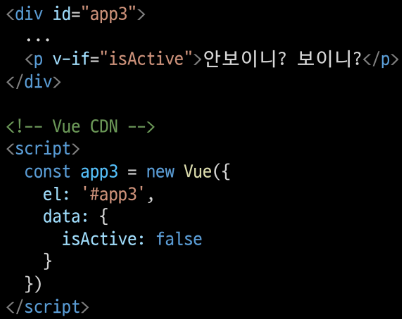 <div id="app3">
  ...
  <p v-if="isActive">안보이니? 보이니?</p>
</div>

<!-- Vue CDN -->
<script>
  const app3 = new Vue({
    el: '#app3',
    data: {
      isActive: false
    }
  })
</script>